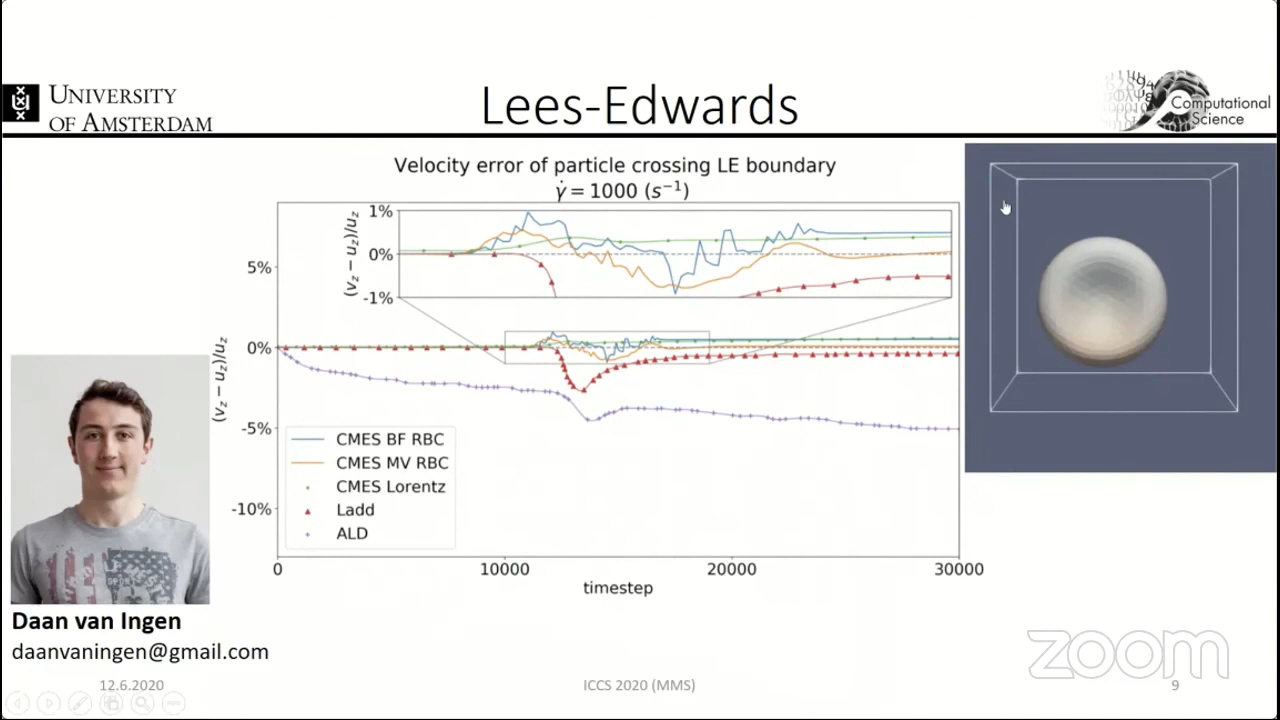 UNIVERSITY
OF AMSTERDAM
Lees-Edwards
Computational
Science
Velocity error of particle crossing LE boundary
γ̇ = 1000 (s⁻¹)
(v_z − u_z)/u_z
1%
0%
-1%
(v_z − u_z)/u_z
5%
0%
-5%
-10%
CMES BF RBC
CMES MV RBC
CMES Lorentz
Ladd
ALD
0
10000
20000
30000
timestep
Daan van Ingen
daanvaningen@gmail.com
zoom
12.6.2020
ICCS 2020 (MMS)
9